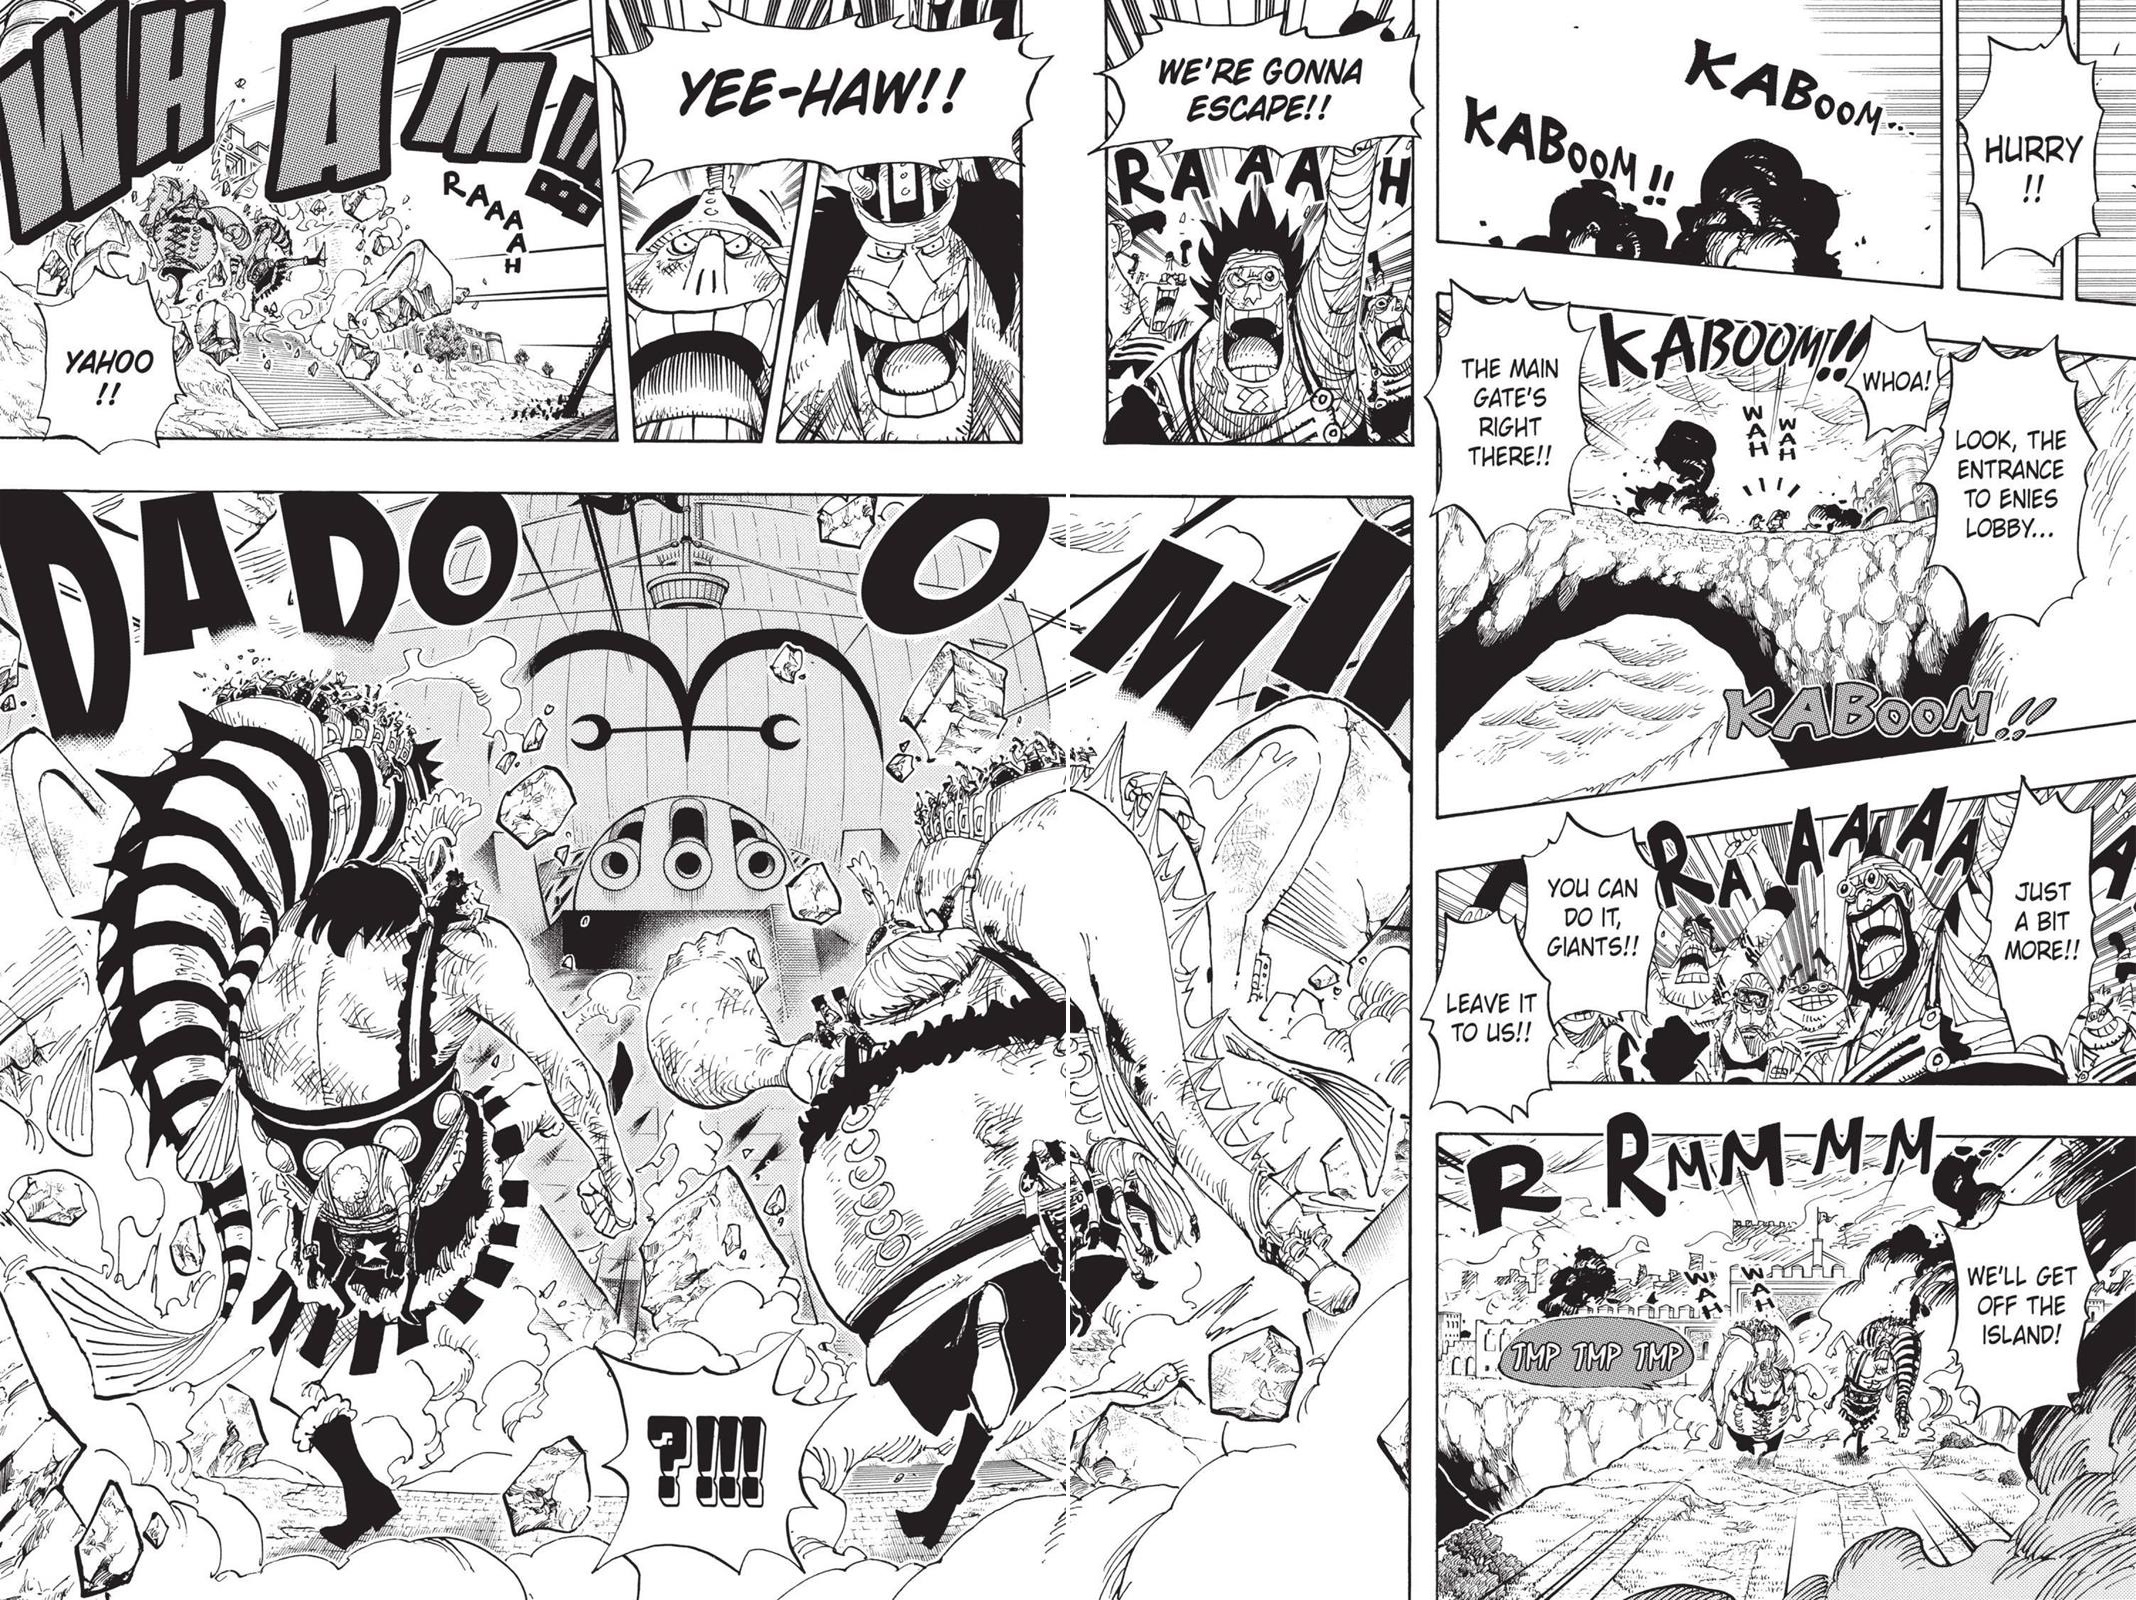 HURRY
!!
KABOOM...
KABOOM!!
LOOK, THE
ENTRANCE
TO ENIES
LOBBY...
WHOA!
KABOOM!!
WAH
WAH
THE MAIN
GATE'S
RIGHT
THERE!!
KABOOM!!
JUST
A BIT
MORE!!
RAAAAAA
YOU CAN
DO IT,
GIANTS!!
LEAVE IT
TO US!!
RRMMMM
WE'LL GET
OFF THE
ISLAND!
WAH
WAH
TMP TMP TMP
WE'RE GONNA
ESCAPE!!
RAAAH
YEE-HAW!!
WHAM!!!
RAAAAH
YAHOO
!!
DADOOM!!
?!!!